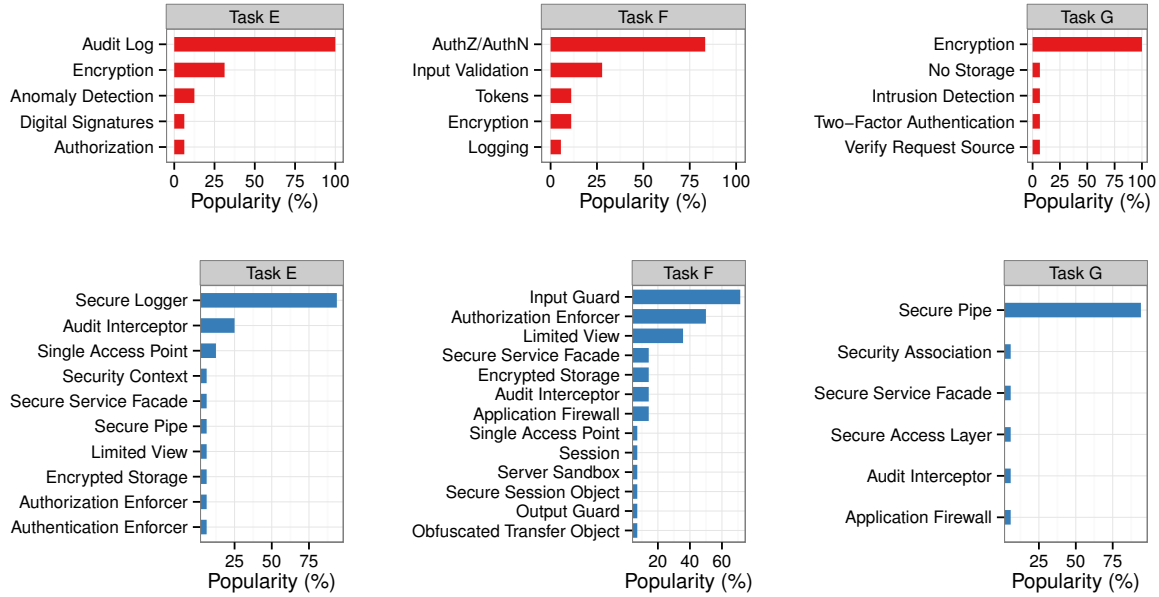 Task E
Audit Log
Encryption
Anomaly Detection
Digital Signatures
Authorization
0 25 50 75 100
Popularity (%)
Task F
AuthZ/AuthN
Input Validation
Tokens
Encryption
Logging
0 25 50 75 100
Popularity (%)
Task G
Encryption
No Storage
Intrusion Detection
Two−Factor Authentication
Verify Request Source
0 25 50 75 100
Popularity (%)
Task E
Secure Logger
Audit Interceptor
Single Access Point
Security Context
Secure Service Facade
Secure Pipe
Limited View
Encrypted Storage
Authorization Enforcer
Authentication Enforcer
25 50 75
Popularity (%)
Task F
Input Guard
Authorization Enforcer
Limited View
Secure Service Facade
Encrypted Storage
Audit Interceptor
Application Firewall
Single Access Point
Session
Server Sandbox
Secure Session Object
Output Guard
Obfuscated Transfer Object
20 40 60
Popularity (%)
Task G
Secure Pipe
Security Association
Secure Service Facade
Secure Access Layer
Audit Interceptor
Application Firewall
25 50 75
Popularity (%)